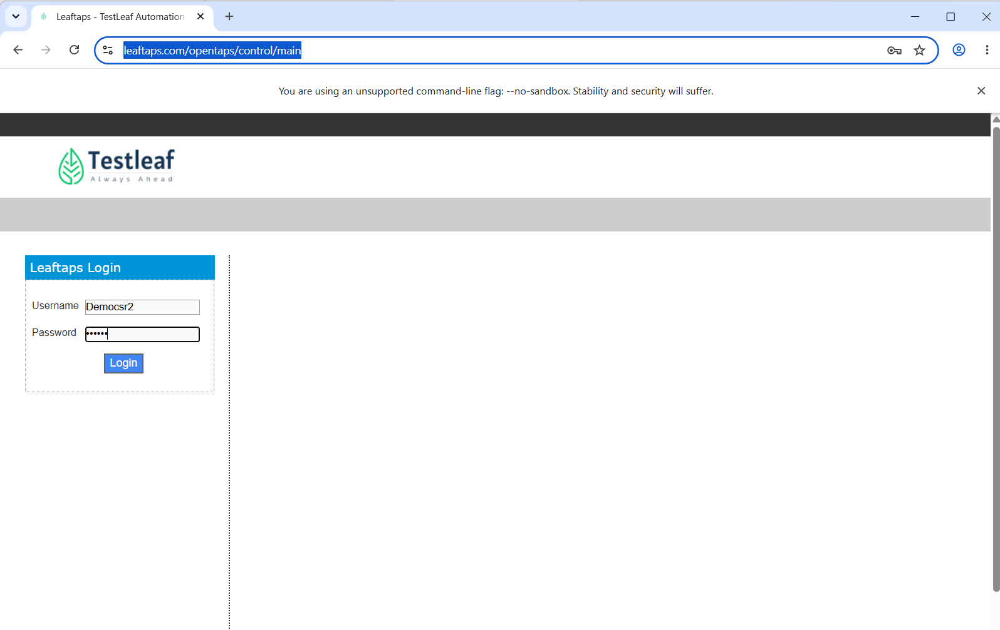 Leaftaps - TestLeaf Automation
leaftaps.com/opentaps/control/main
You are using an unsupported command-line flag: --no-sandbox. Stability and security will suffer.
Testleaf
Always Ahead
Leaftaps Login
Username Democsr2
Password ••••••
Login